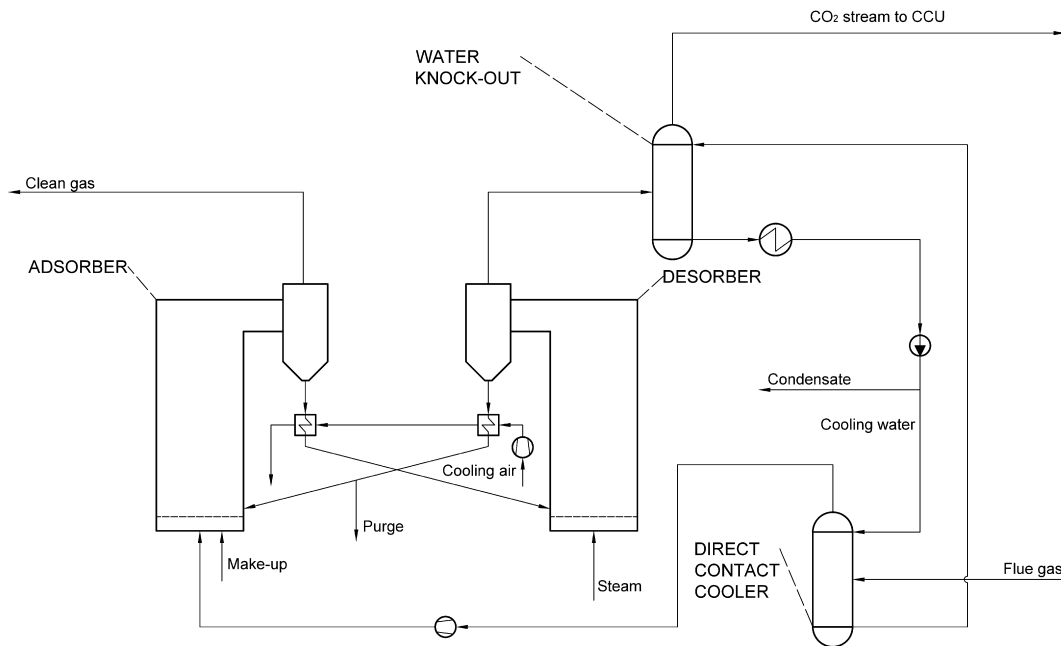 CO₂ stream to CCU
WATER
KNOCK-OUT
Clean gas
ADSORBER
DESORBER
Condensate
Cooling water
Cooling air
Purge
Make-up
Steam
DIRECT
CONTACT
COOLER
Flue gas